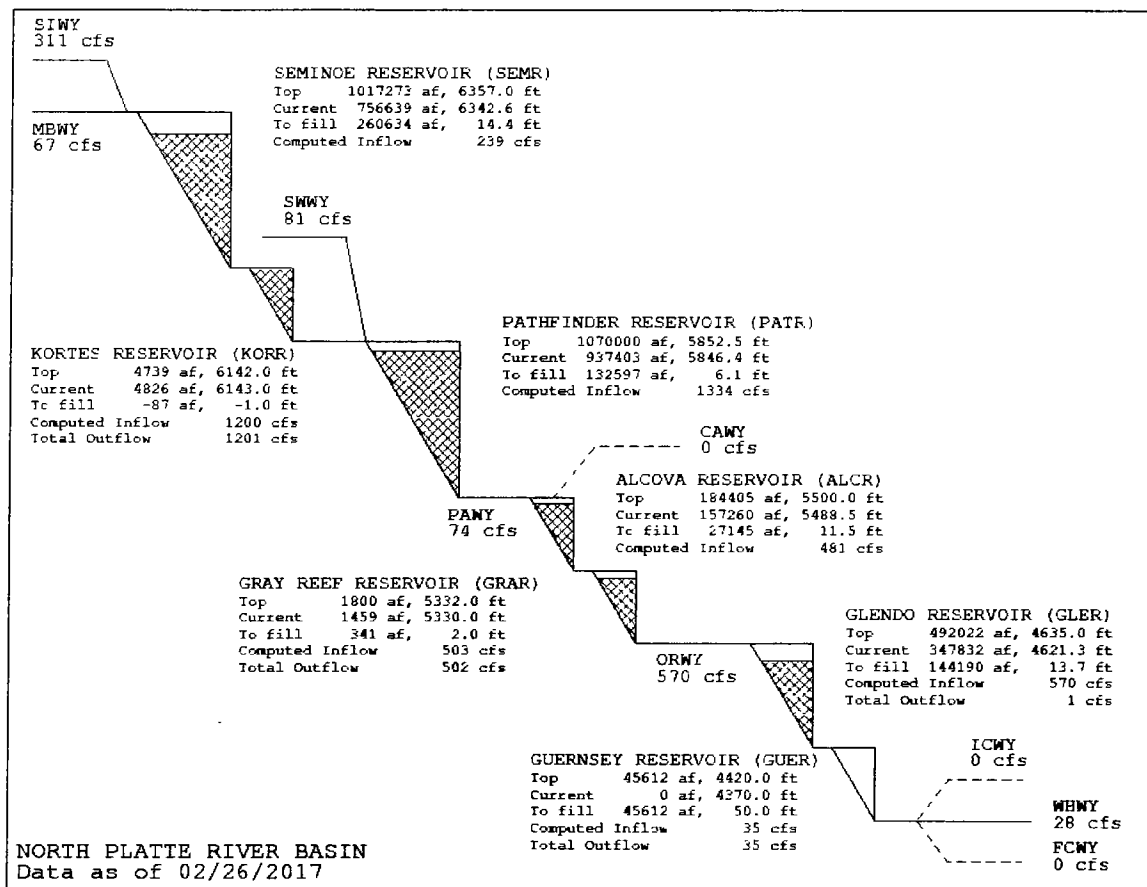 SIWY
311 cfs
SEMINOE RESERVOIR (SEMR)
Top 1017273 af, 6357.0 ft
Current 756639 af, 6342.6 ft
To fill 260634 af, 14.4 ft
Computed Inflow 239 cfs
MBWY
67 cfs
SWWY
81 cfs
PATHFINDER RESERVOIR (PATR)
Top 1070000 af, 5852.5 ft
Current 937403 af, 5846.4 ft
To fill 132597 af, 6.1 ft
Computed Inflow 1334 cfs
KORTES RESERVOIR (KORR)
Top 4739 af, 6142.0 ft
Current 4826 af, 6143.0 ft
To fill -87 af, -1.0 ft
Computed Inflow 1200 cfs
Total Outflow 1201 cfs
CAWY
0 cfs
ALCOVA RESERVOIR (ALCR)
Top 184405 af, 5500.0 ft
Current 157260 af, 5488.5 ft
To fill 27145 af, 11.5 ft
Computed Inflow 481 cfs
PAWY
74 cfs
GRAY REEF RESERVOIR (GRAR)
Top 1800 af, 5332.0 ft
Current 1459 af, 5330.0 ft
To fill 341 af, 2.0 ft
Computed Inflow 503 cfs
Total Outflow 502 cfs
GLENDO RESERVOIR (GLER)
Top 492022 af, 4635.0 ft
Current 347832 af, 4621.3 ft
To fill 144190 af, 13.7 ft
Computed Inflow 570 cfs
Total Outflow 1 cfs
ORWY
570 cfs
GUERNSEY RESERVOIR (GUER)
Top 45612 af, 4420.0 ft
Current 0 af, 4370.0 ft
To fill 45612 af, 50.0 ft
Computed Inflow 35 cfs
Total Outflow 35 cfs
ICWY
0 cfs
WHWY
28 cfs
FCWY
0 cfs
NORTH PLATTE RIVER BASIN
Data as of 02/26/2017